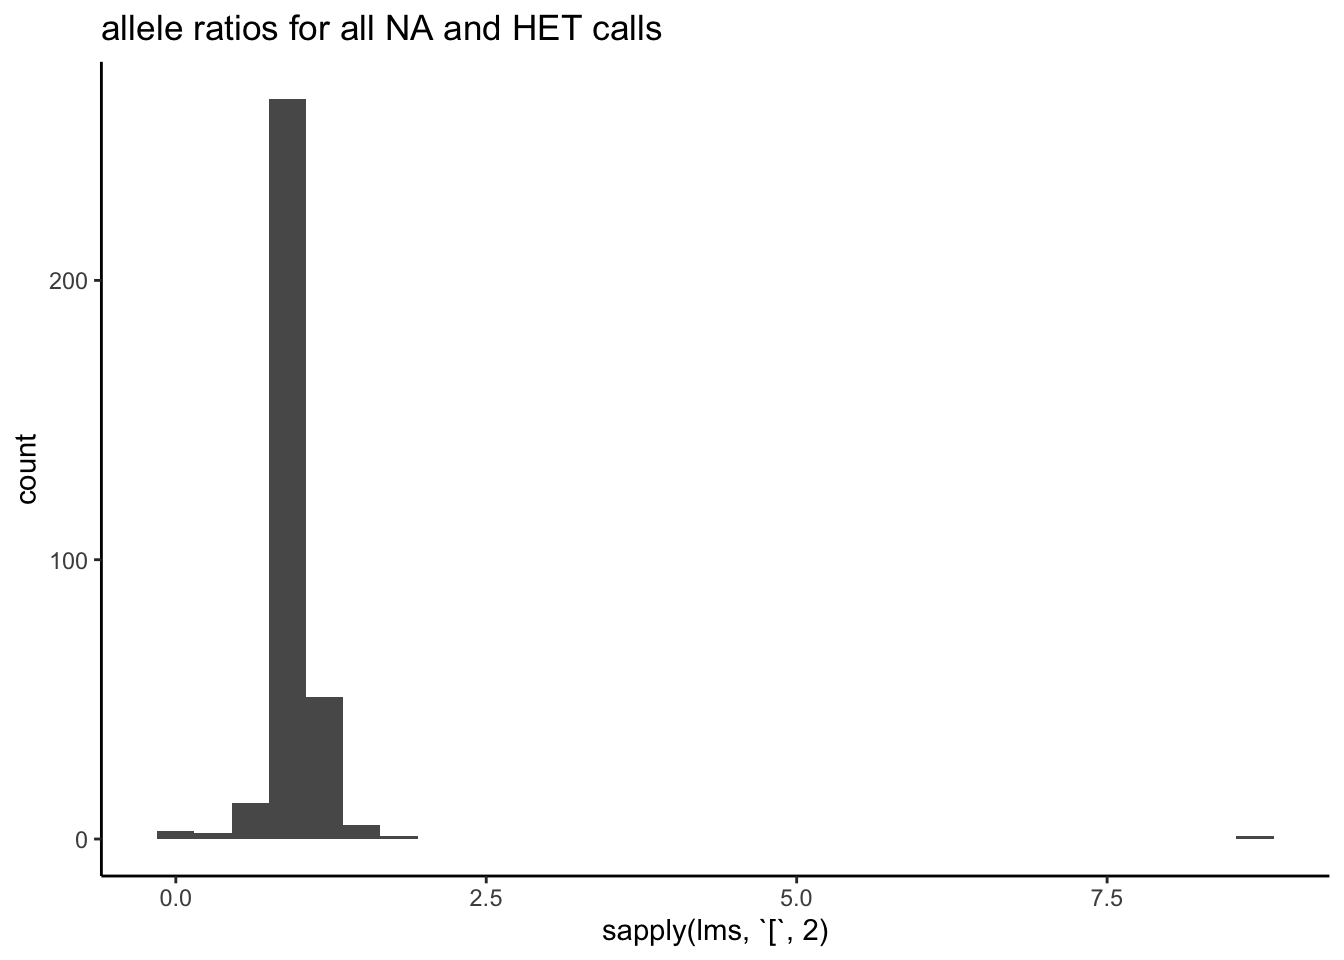 allele ratios for all NA and HET calls
count
200
100
0
0.0 2.5 5.0 7.5
sapply(lms, `[`, 2)